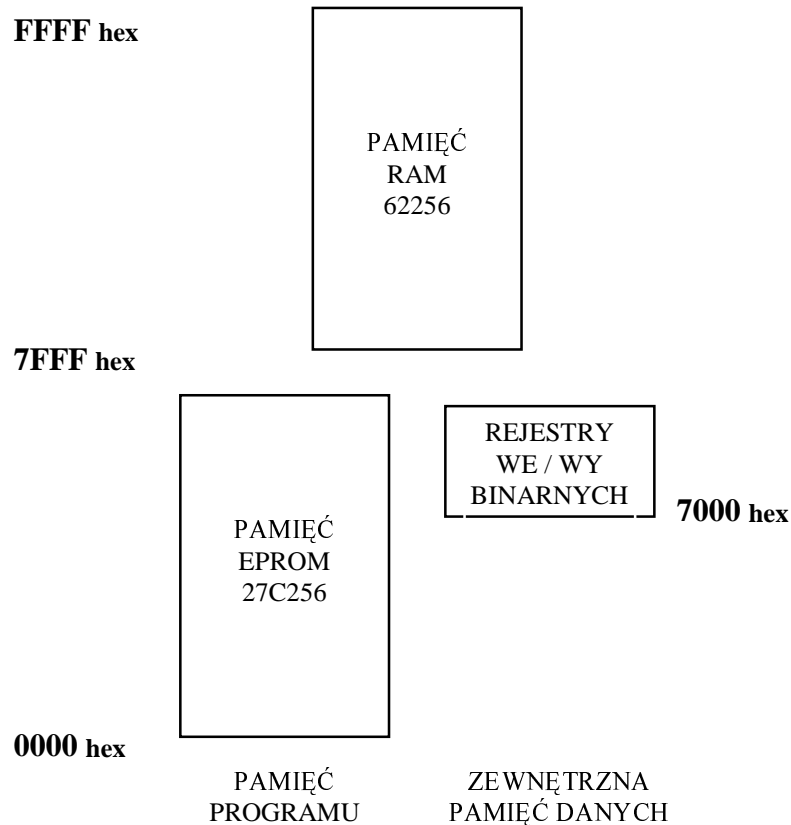 FFFF hex
PAMIĘĆ
RAM
62256
7FFF hex
REJESTRY
WE / WY
BINARNYCH
7000 hex
PAMIĘĆ
EPROM
27C256
0000 hex
PAMIĘĆ
PROGRAMU
ZEWNĘTRZNA
PAMIĘĆ DANYCH